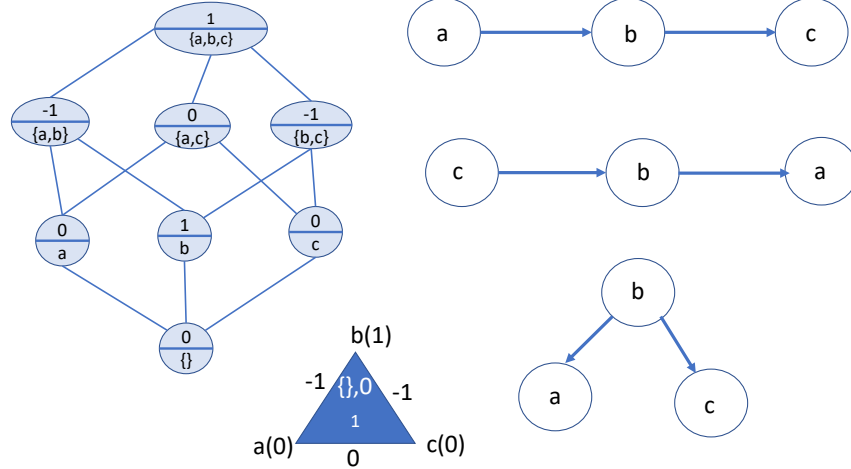 1
{a,b,c}
-1
{a,b}
0
{a,c}
-1
{b,c}
0
a
1
b
0
c
0
{}
b(1)
-1
{},0
-1
1
a(0)
c(0)
0
a
b
c
c
b
a
b
a
c